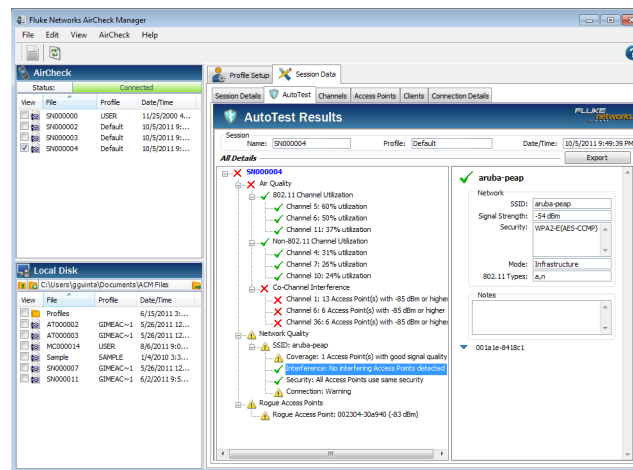 Fluke Networks AirCheck Manager
File Edit View AirCheck Help
AirCheck
Status: Connected
View File Profile Date/Time
SN000000 USER 11/25/2000 4...
SN000002 Default 10/5/2011 9:...
SN000003 Default 10/5/2011 9:...
SN000004 Default 10/5/2011 9:...
Local Disk
C:\Users\gguinta\Documents\ACM Files
View File Profile Date/Time
Profiles 6/15/2011 3:...
AT000002 GIMEAC~1 5/26/2011 12...
AT000003 GIMEAC~1 5/26/2011 12...
MC000014 USER 8/6/2011 9:0...
Sample SAMPLE 1/4/2010 3:3...
SN000007 GIMEAC~1 5/26/2011 12...
SN000011 GIMEAC~1 6/2/2011 9:5...
Profile Setup Session Data
Session Details AutoTest Channels Access Points Clients Connection Details
AutoTest Results
FLUKE networks
Session
Name: SN000004 Profile: Default Date/Time: 10/5/2011 9:49:39 PM
All Details Export
SN000004
Air Quality
802.11 Channel Utilization
Channel 5: 60% utilization
Channel 6: 50% utilization
Channel 11: 37% utilization
Non-802.11 Channel Utilization
Channel 4: 31% utilization
Channel 7: 26% utilization
Channel 10: 24% utilization
Co-Channel Interference
Channel 1: 13 Access Point(s) with -85 dBm or higher
Channel 6: 6 Access Point(s) with -85 dBm or higher
Channel 36: 6 Access Point(s) with -85 dBm or highe
Network Quality
SSID: aruba-peap
Coverage: 1 Access Point(s) with good signal quality
Interference: No interfering Access Points detected
Security: All Access Points use same security
Connection: Warning
Rogue Access Points
Rogue Access Point: 002304-30a940 (-83 dBm)
aruba-peap
Network
SSID: aruba-peap
Signal Strength: -54 dBm
Security: WPA2-E(AES-CCMP)
Mode: Infrastructure
802.11 Types: a,n
Notes
001a1e-8418c1